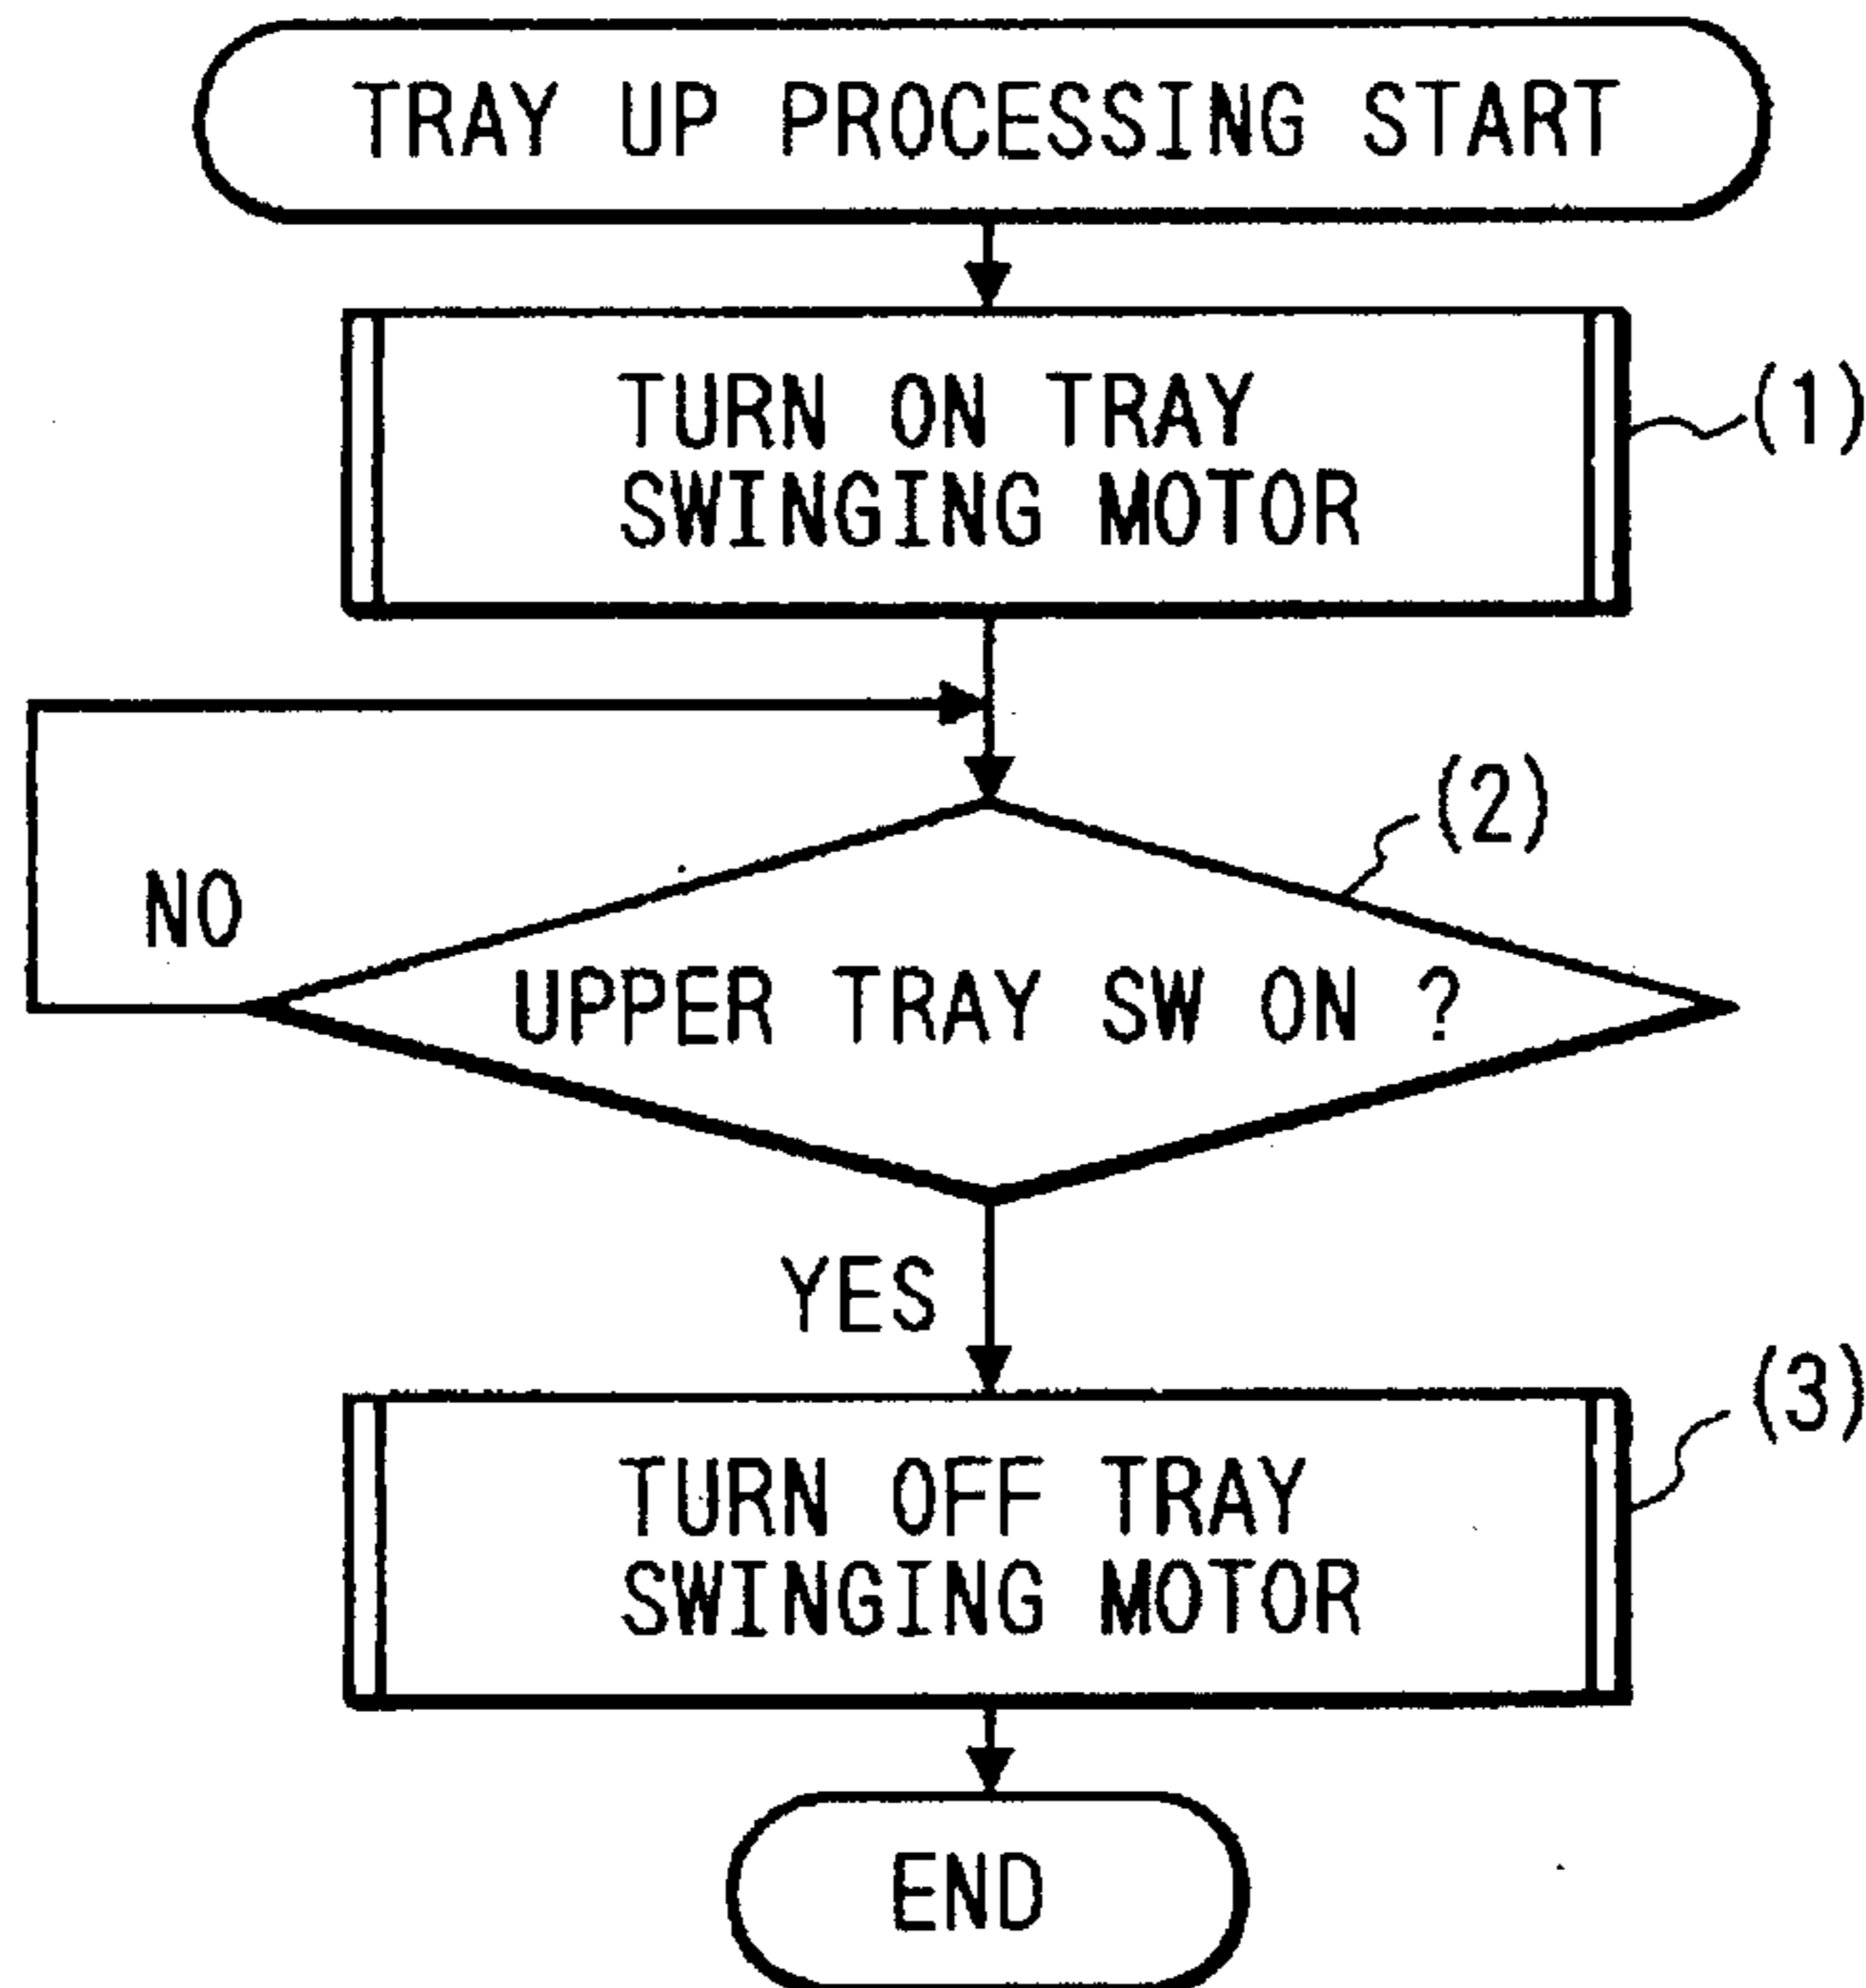 TRAY UP PROCESSING START
TURN ON TRAY
SWINGING MOTOR
(1)
(2)
NO
UPPER TRAY SW ON ?
YES
(3)
TURN OFF TRAY
SWINGING MOTOR
END